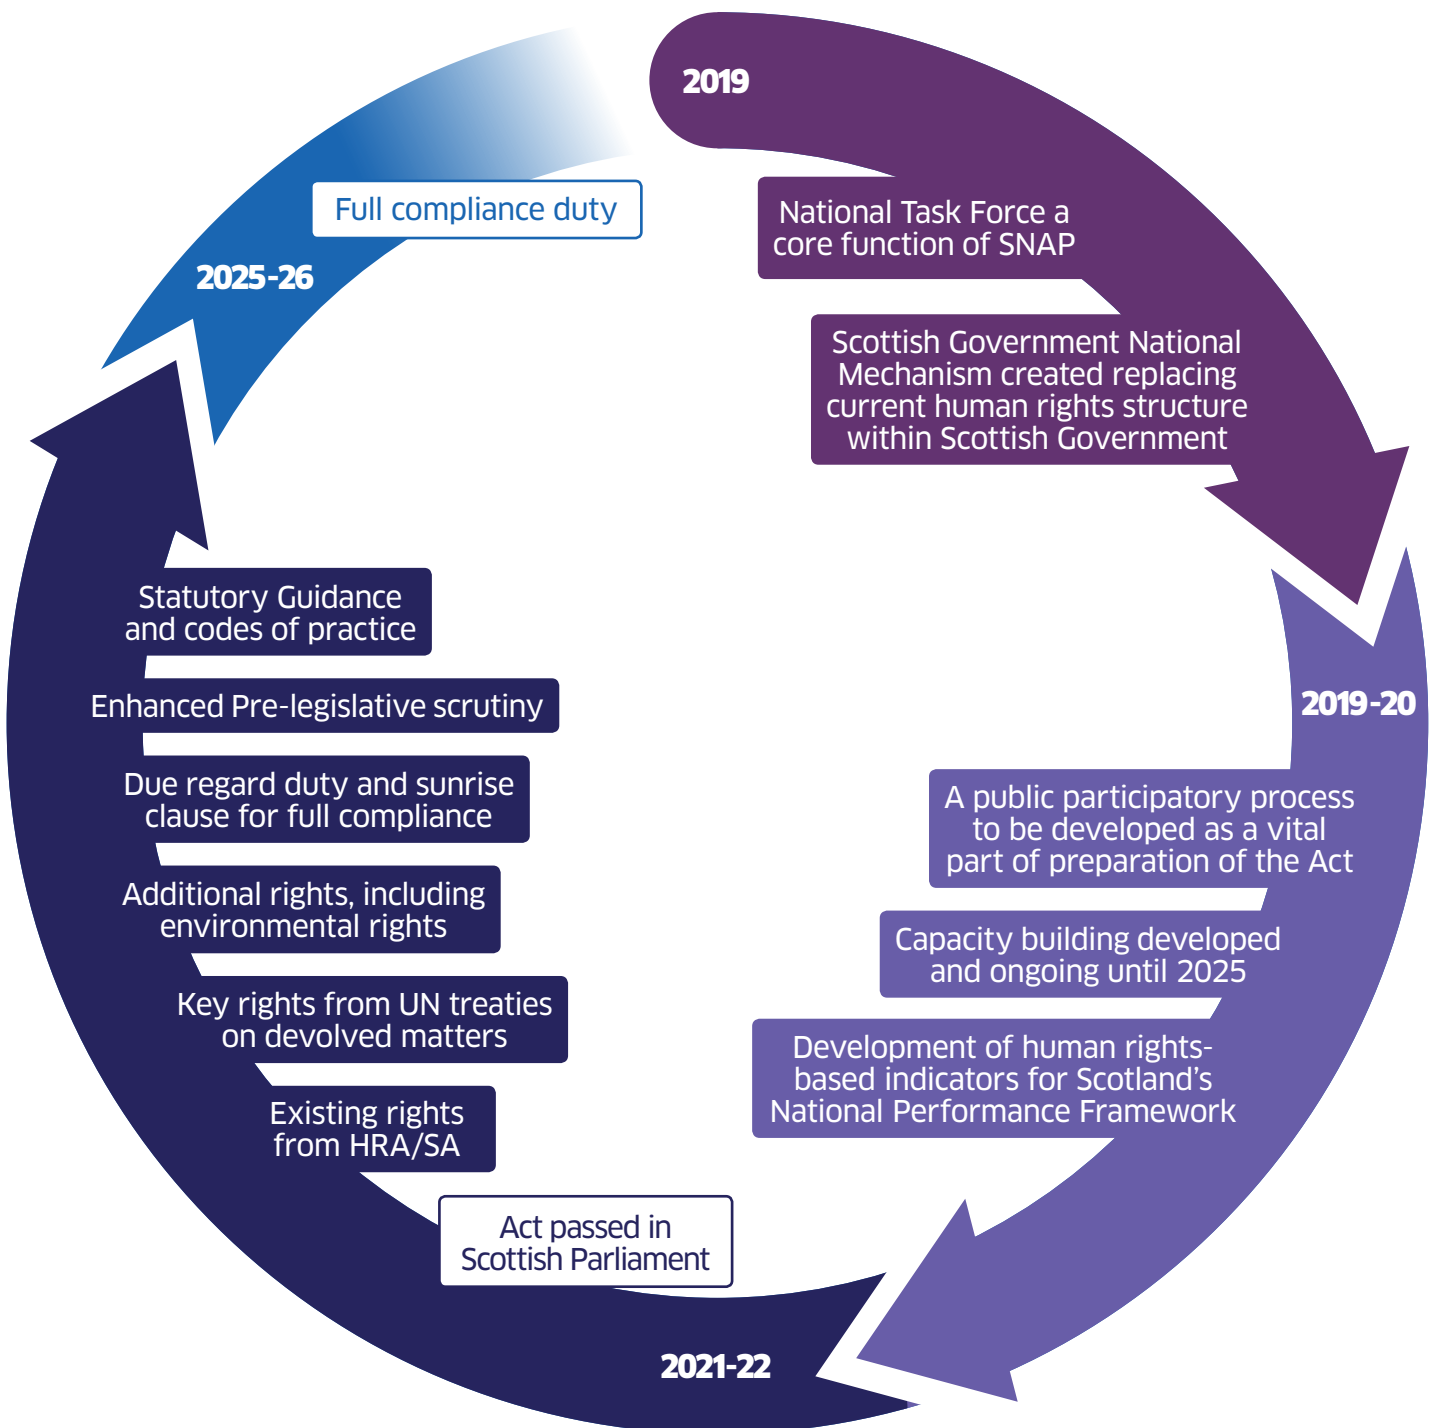 2019
National Task Force a
core function of SNAP
Scottish Government National
Mechanism created replacing
current human rights structure
within Scottish Government
2019-20
A public participatory process
to be developed as a vital
part of preparation of the Act
Capacity building developed
and ongoing until 2025
Development of human rights-
based indicators for Scotland’s
National Performance Framework
2021-22
Act passed in
Scottish Parliament
Existing rights
from HRA/SA
Key rights from UN treaties
on devolved matters
Additional rights, including
environmental rights
Due regard duty and sunrise
clause for full compliance
Enhanced Pre-legislative scrutiny
Statutory Guidance
and codes of practice
2025-26
Full compliance duty